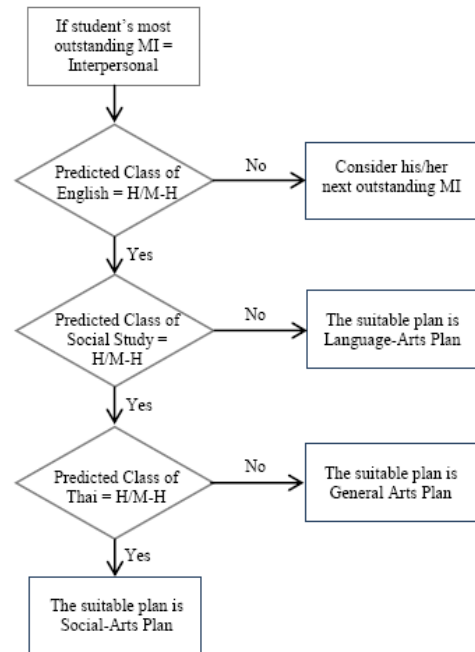 If student's most
outstanding MI =
Interpersonal
Predicted Class of
English = H/M-H
No
Consider his/her
next outstanding MI
Yes
Predicted Class of
Social Study =
H/M-H
No
The suitable plan is
Language-Arts Plan
Yes
Predicted Class of
Thai = H/M-H
No
The suitable plan is
General Arts Plan
Yes
The suitable plan is
Social-Arts Plan